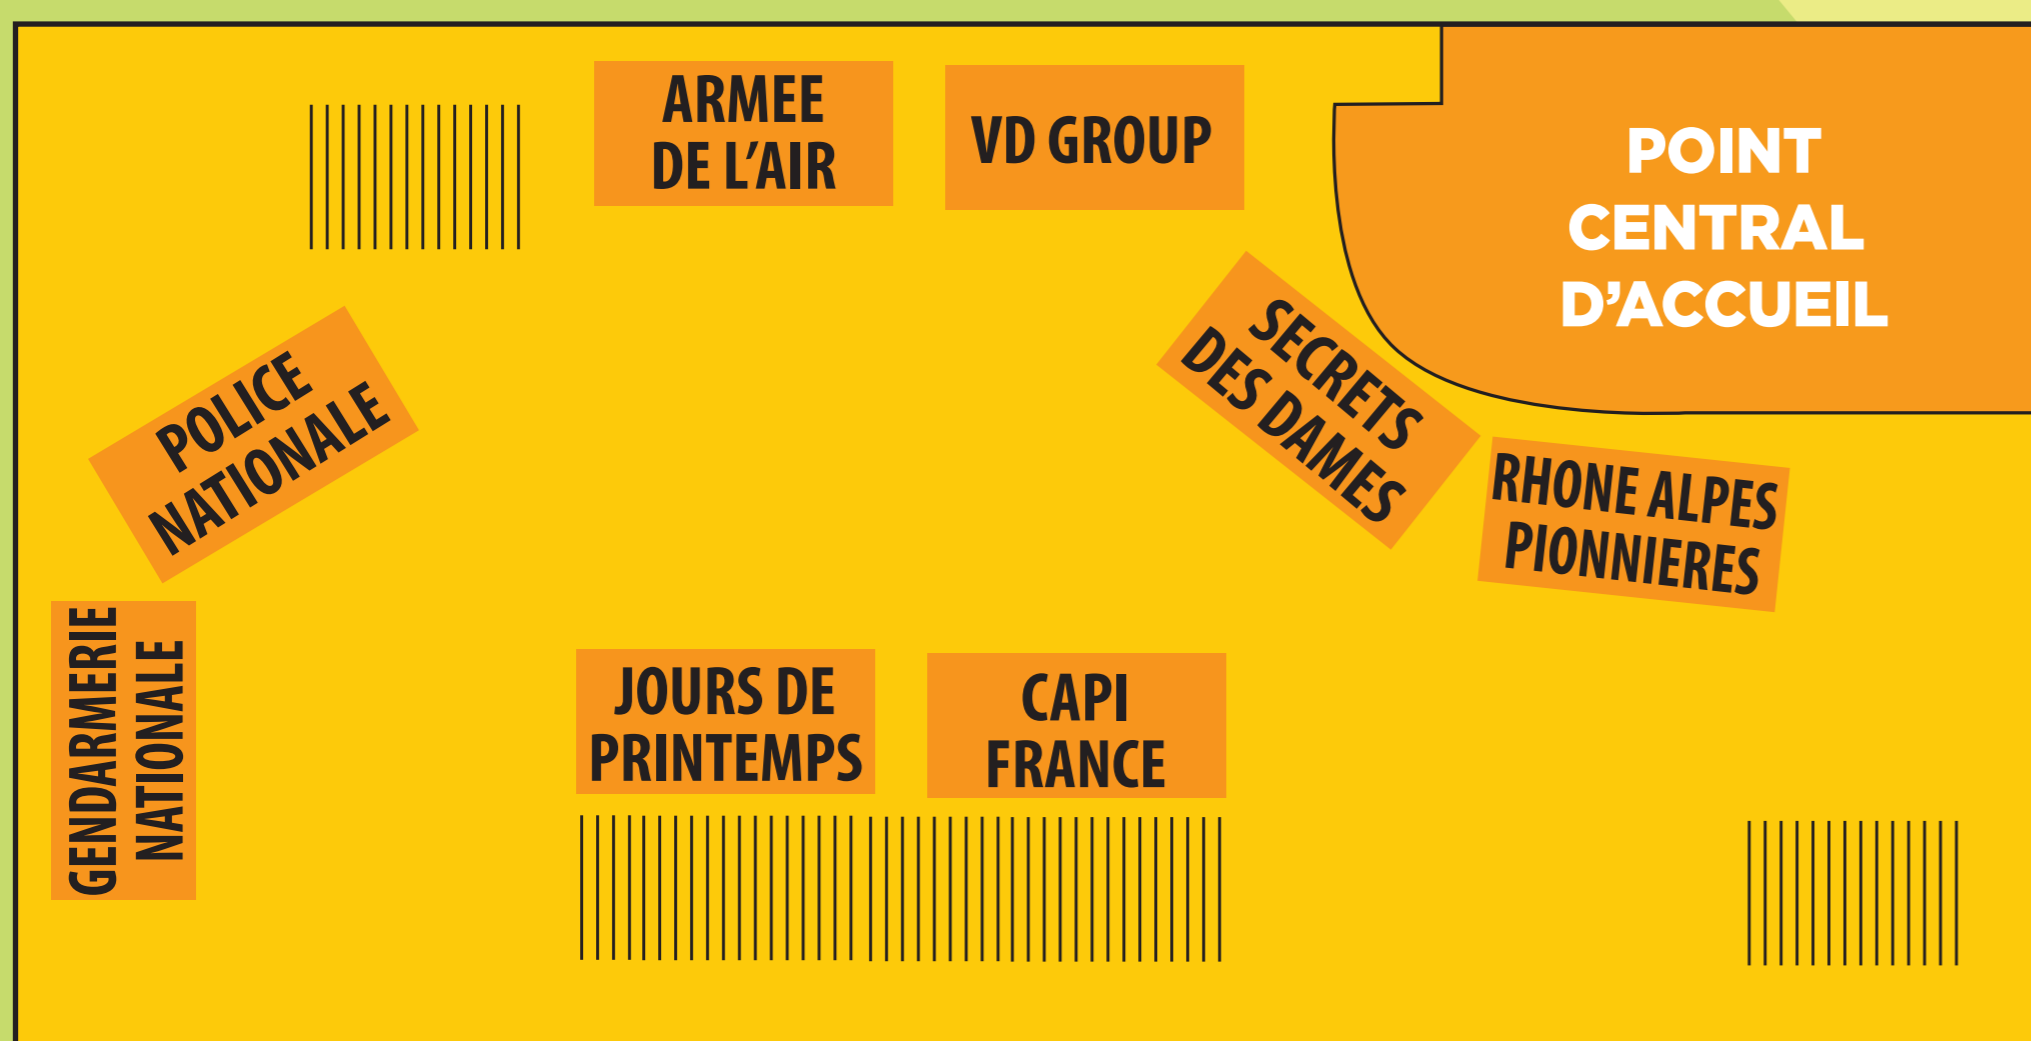 ARMEE
DE L’AIR
VD GROUP
POINT
CENTRAL
D’ACCUEIL
SECRETS
DES DAMES
POLICE
NATIONALE
RHONE ALPES
PIONNIERES
GENDARMERIE
NATIONALE
JOURS DE
PRINTEMPS
CAPI
FRANCE